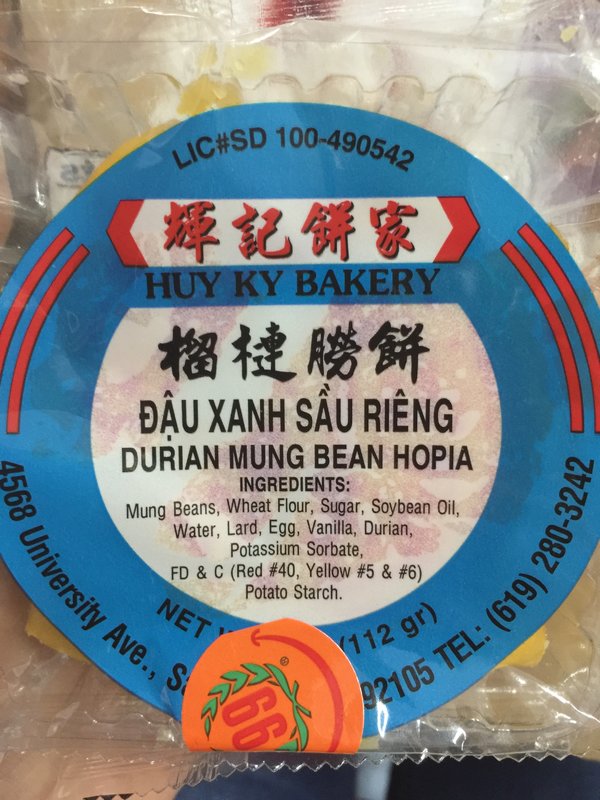 LIC#SD 100-490542
輝記餅家
HUY KY BAKERY
榴槤勝餅
ĐẬU XANH SẦU RIÊNG
DURIAN MUNG BEAN HOPIA
INGREDIENTS:
Mung Beans, Wheat Flour, Sugar, Soybean Oil,
Water, Lard, Egg, Vanilla, Durian,
Potassium Sorbate,
FD & C (Red #40, Yellow #5 & #6)
Potato Starch.
NET (112 gr)
4568 University Ave., 92105 TEL: (619) 280-3242
99
®